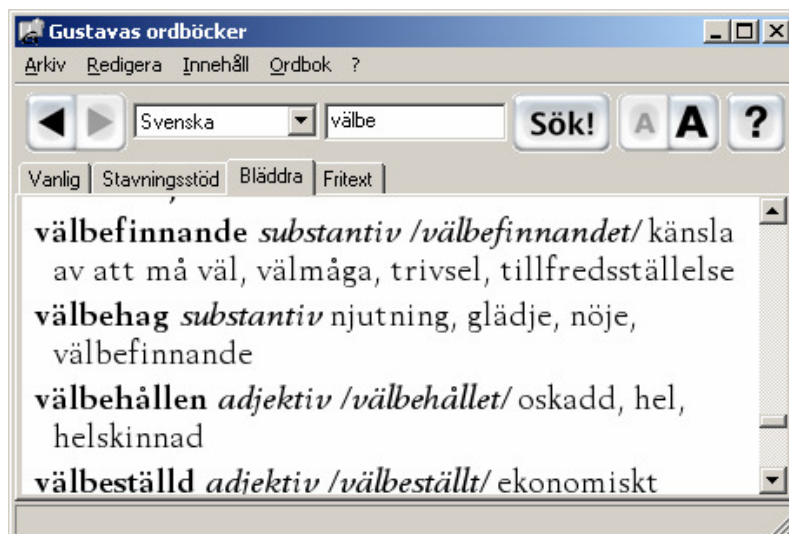 Gustavas ordböcker
Arkiv Redigera Innehåll Ordbok ?
Svenska välbe Sök! A A ?
Vanlig Stavningsstöd Bläddra Fritext
välbefinnande substantiv /välbefinnandet/ känsla
av att må väl, välmåga, trivsel, tillfredsställelse
välbehag substantiv njutning, glädje, nöje,
välbefinnande
välbehållen adjektiv /välbehållet/ oskadd, hel,
helskinnad
välbeställd adjektiv /välbeställt/ ekonomiskt